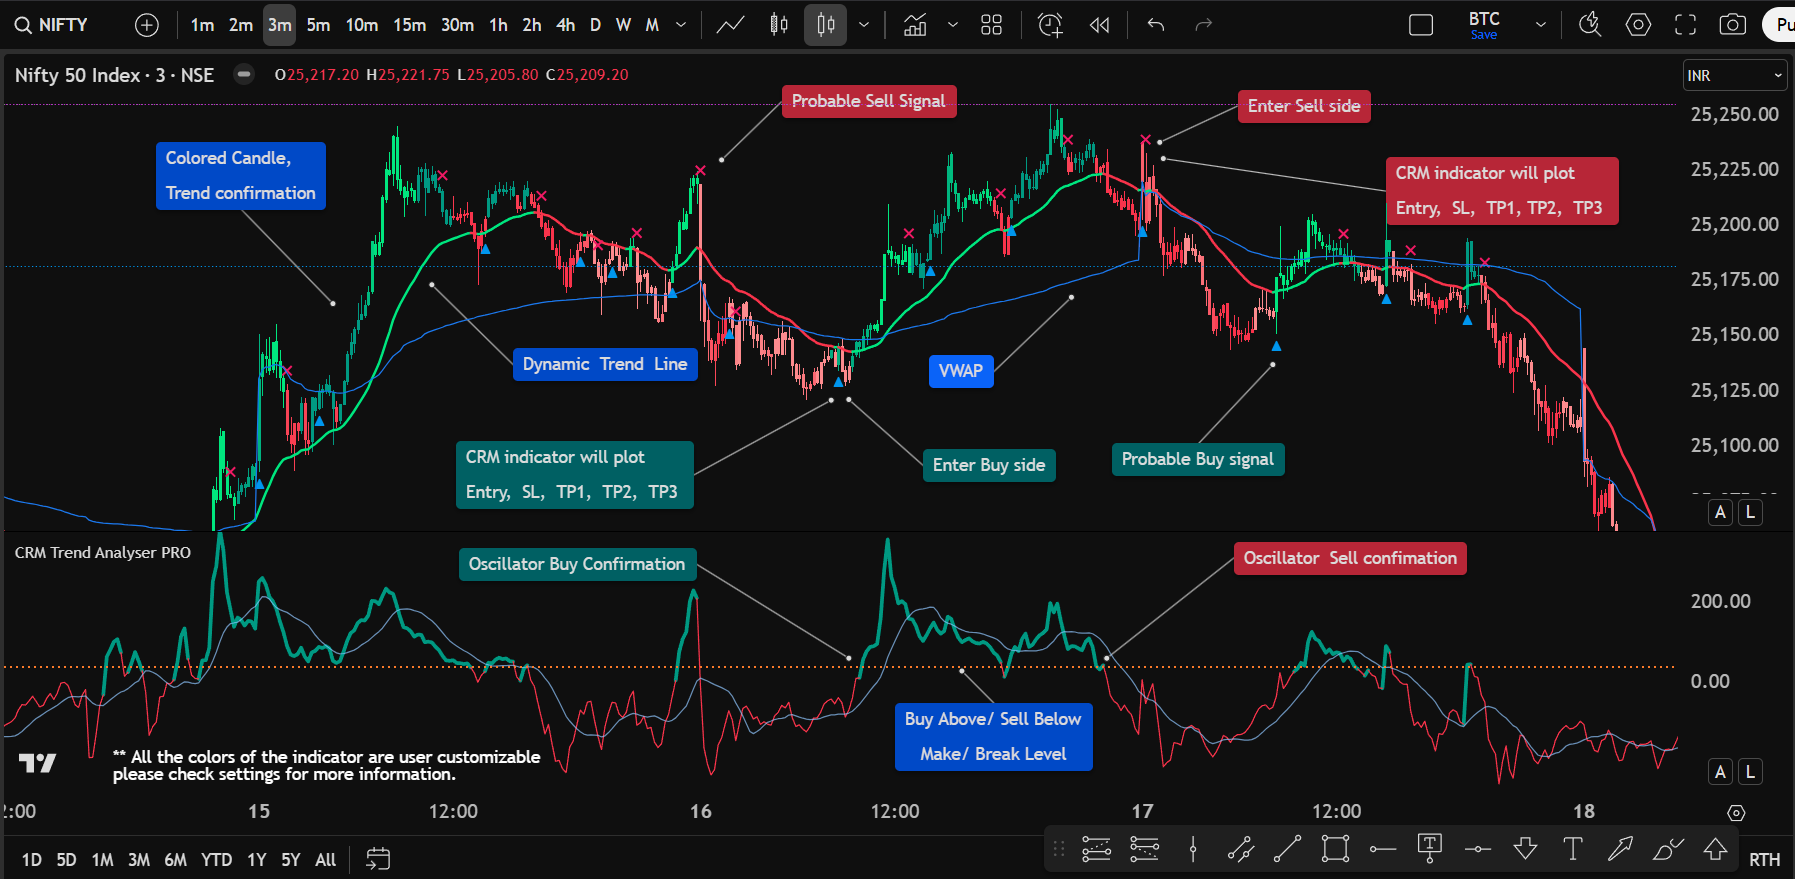 NIFTY
1m 2m 3m 5m 10m 15m 30m 1h 2h 4h D W M
BTC
Save
Pu
Nifty 50 Index · 3 · NSE
O25,217.20 H25,221.75 L25,205.80 C25,209.20
INR
Probable Sell Signal
Enter Sell side
25,250.00
Colored Candle,
Trend confirmation
CRM indicator will plot
Entry, SL, TP1, TP2, TP3
25,225.00
25,200.00
25,175.00
25,150.00
Dynamic Trend Line
VWAP
25,125.00
25,100.00
CRM indicator will plot
Entry, SL, TP1, TP2, TP3
Enter Buy side
Probable Buy signal
A L
CRM Trend Analyser PRO
Oscillator Buy Confirmation
Oscillator Sell confimation
200.00
0.00
Buy Above/ Sell Below
Make/ Break Level
** All the colors of the indicator are user customizable
please check settings for more information.
A L
2:00 15 12:00 16 12:00 17 12:00 18
1D 5D 1M 3M 6M YTD 1Y 5Y All
RTH